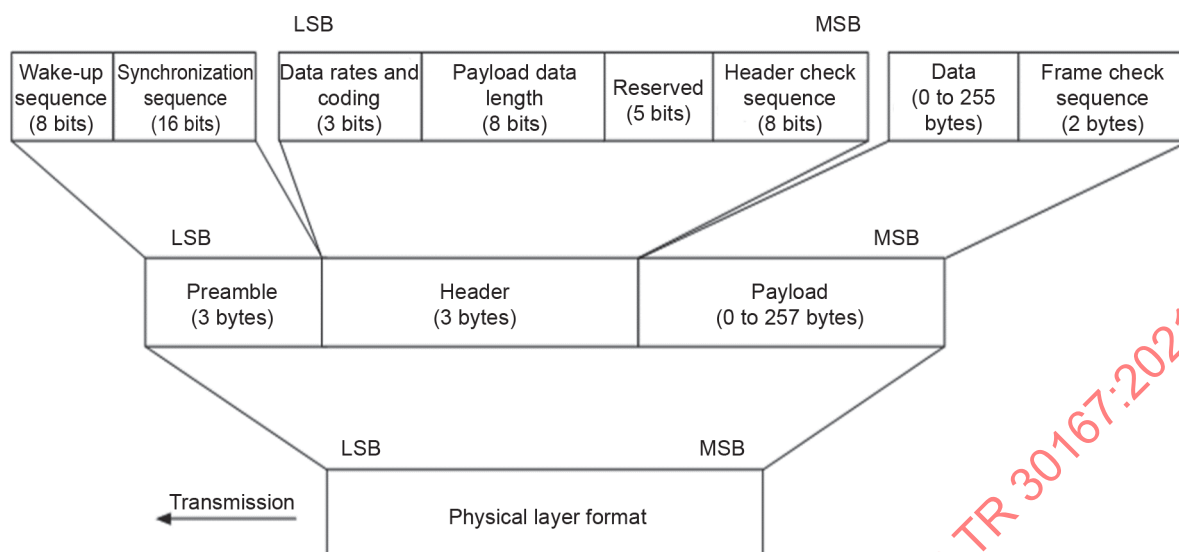 LSB MSB
Wake-up
sequence
(8 bits)
Synchronization
sequence
(16 bits)
Data rates and
coding
(3 bits)
Payload data
length
(8 bits)
Reserved
(5 bits)
Header check
sequence
(8 bits)
Data
(0 to 255
bytes)
Frame check
sequence
(2 bytes)
LSB MSB
Preamble
(3 bytes)
Header
(3 bytes)
Payload
(0 to 257 bytes)
LSB MSB
Transmission
Physical layer format
TR 30167:2021